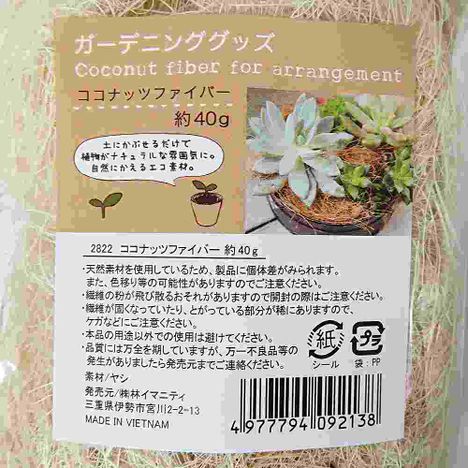 ガーデニンググッズ
Coconut fiber for arrangement
ココナッツファイバー
約40g
土にかぶせるだけで
植物がナチュラルな雰囲気に。
自然にかえるエコ素材。
2822 ココナッツファイバー 約40g
・天然素材を使用しているため、製品に個体差がみられます。
また、色移り等の可能性がありますのでご注意ください。
・繊維の粉が飛び散るおそれがありますので開封の際はご注意ください。
・繊維が固くなっていたり、とがっている部分が稀にありますので、
ケガなどにご注意ください。
・本品の用途以外での使用は避けてください。
・品質には万全を期していますが、万一不良品等の
発生がありましたら発売元までご連絡ください。
紙
シール
プラ
袋:PP
素材/ヤシ
発売元/㈱林イマニティ
三重県伊勢市宮川2-2-13
MADE IN VIETNAM
4 977794 092138